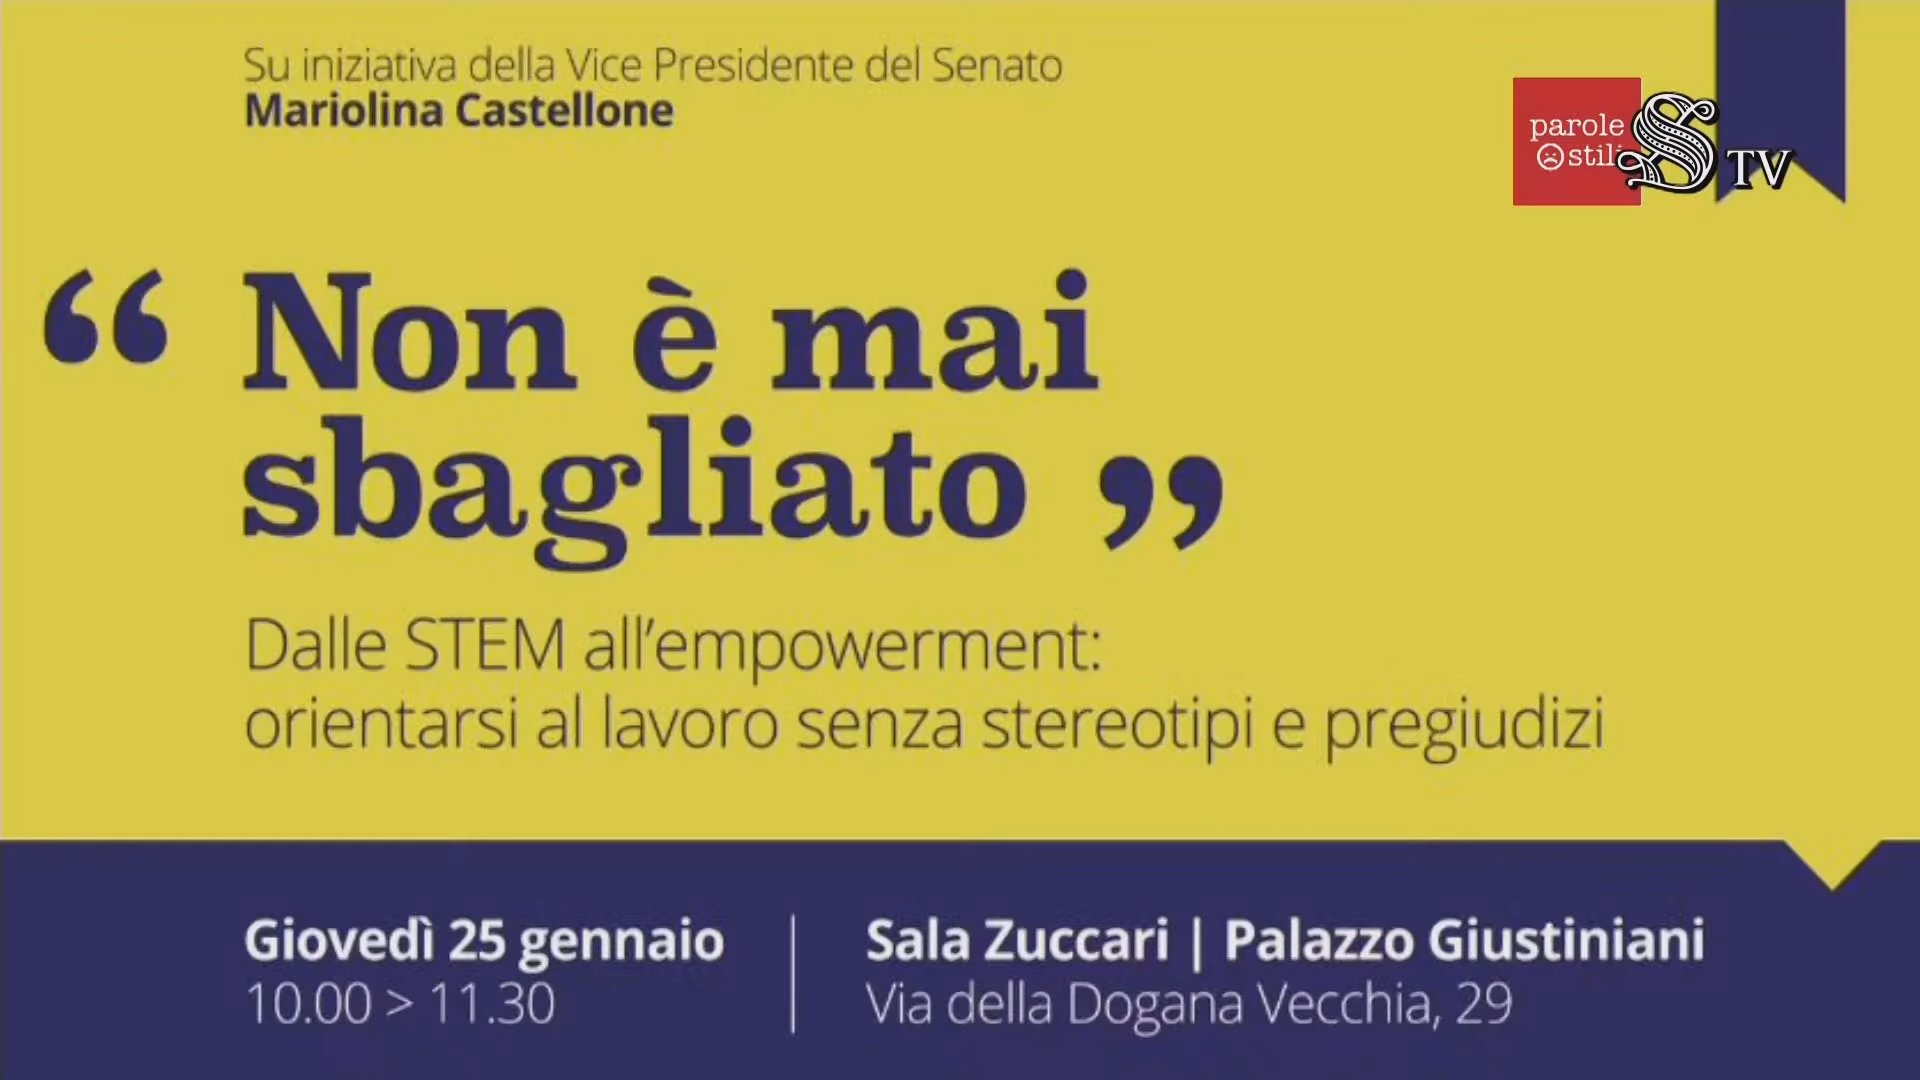 Su iniziativa della Vice Presidente del Senato
Mariolina Castellone
parole
ostili
S TV
“ Non è mai
sbagliato ”
Dalle STEM all’empowerment:
orientarsi al lavoro senza stereotipi e pregiudizi
Giovedì 25 gennaio
10.00 > 11.30
Sala Zuccari | Palazzo Giustiniani
Via della Dogana Vecchia, 29